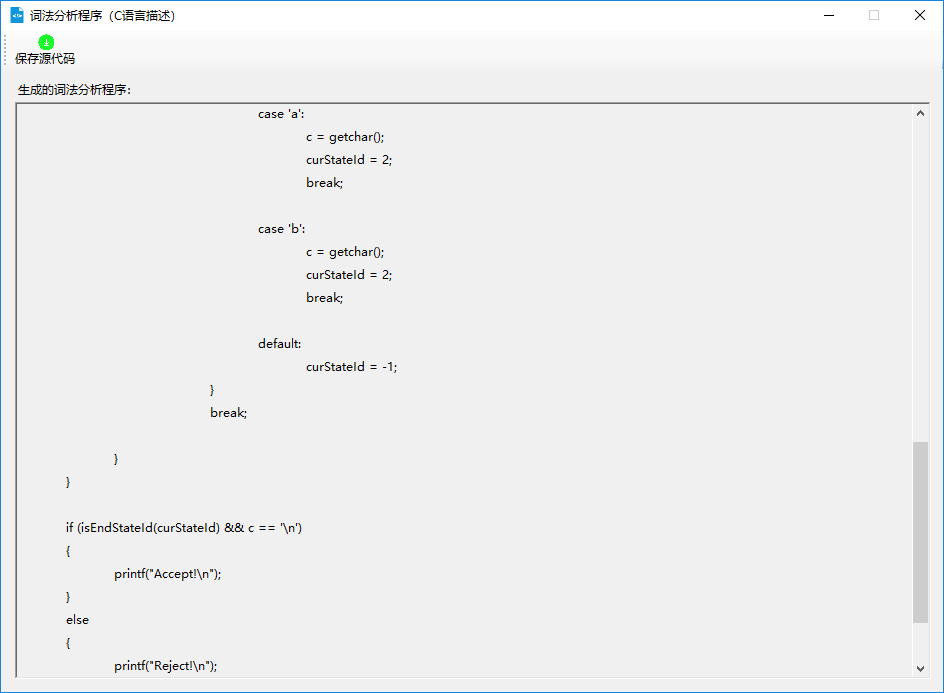 词法分析程序（C语言描述）
保存源代码
生成的词法分析程序：
case 'a':
c = getchar();
curStateId = 2;
break;
case 'b':
c = getchar();
curStateId = 2;
break;
default:
curStateId = -1;
}
break;
}
}
if (isEndStateId(curStateId) && c == '\n')
{
printf("Accept!\n");
}
else
{
printf("Reject!\n");